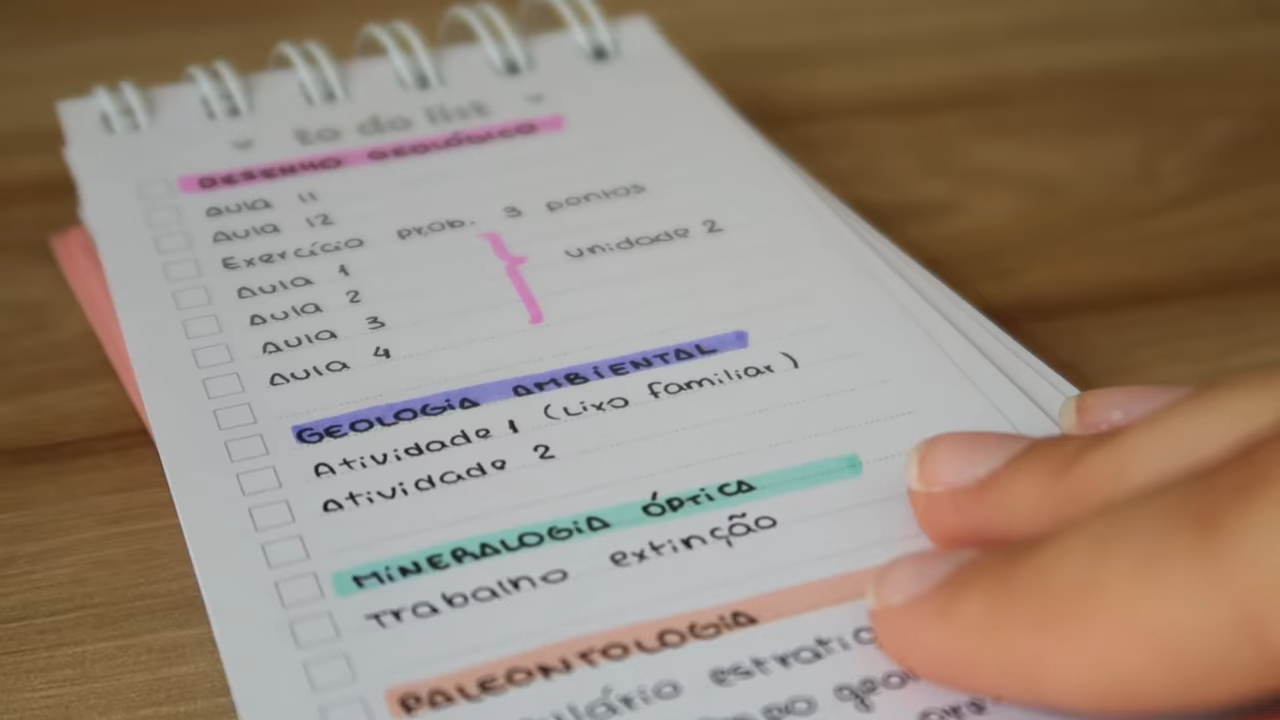 to do list
DESENHO GEOLÓGICO
Aula 11
Aula 12
Exercício prob. 3 pontos
Aula 1
Aula 2 unidade 2
Aula 3
Aula 4
GEOLOGIA AMBIENTAL
Atividade 1 (Lixo familiar)
Atividade 2
MINERALOGIA ÓPTICA
Trabalho extinção
PALEONTOLOGIA